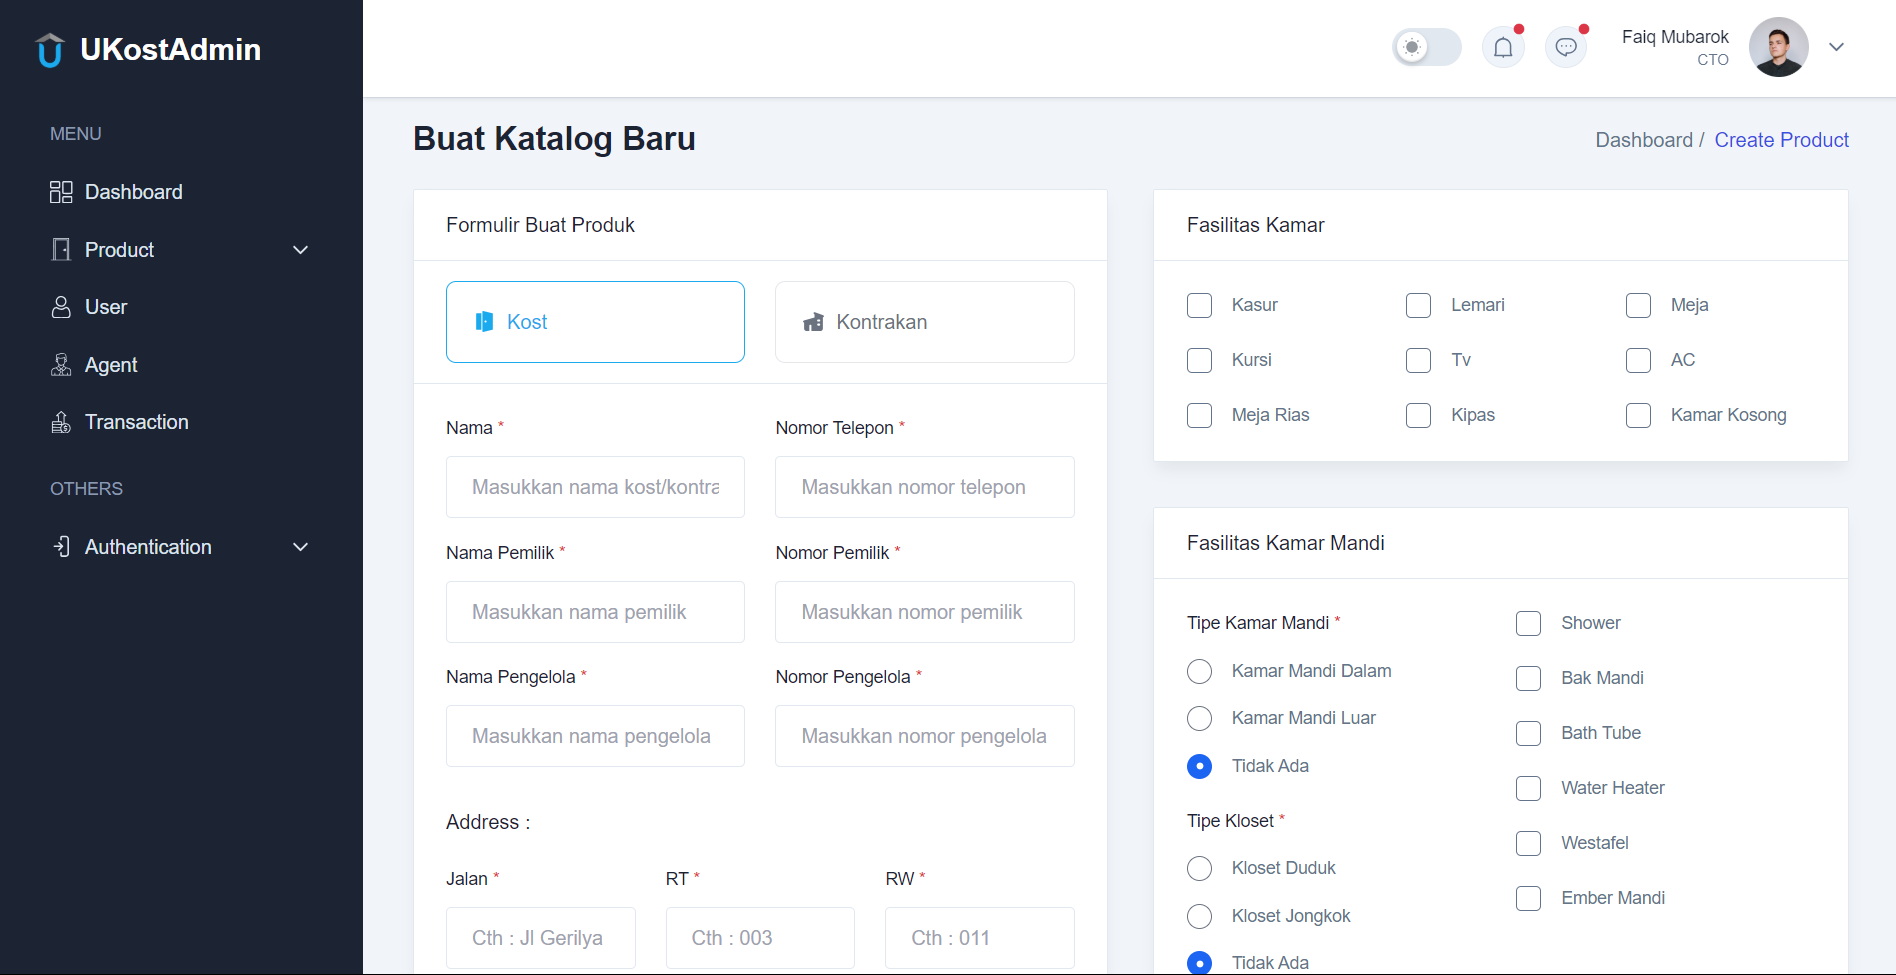 UKostAdmin
MENU
Dashboard
Product
User
Agent
Transaction
OTHERS
Authentication
Faiq Mubarok
CTO
Buat Katalog Baru
Dashboard / Create Product
Formulir Buat Produk
Kost
Kontrakan
Nama *
Nomor Telepon *
Masukkan nama kost/kontra
Masukkan nomor telepon
Nama Pemilik *
Nomor Pemilik *
Masukkan nama pemilik
Masukkan nomor pemilik
Nama Pengelola *
Nomor Pengelola *
Masukkan nama pengelola
Masukkan nomor pengelola
Address :
Jalan *
RT *
RW *
Cth : Jl Gerilya
Cth : 003
Cth : 011
Fasilitas Kamar
Kasur
Lemari
Meja
Kursi
Tv
AC
Meja Rias
Kipas
Kamar Kosong
Fasilitas Kamar Mandi
Tipe Kamar Mandi *
Kamar Mandi Dalam
Kamar Mandi Luar
Tidak Ada
Tipe Kloset *
Kloset Duduk
Kloset Jongkok
Tidak Ada
Shower
Bak Mandi
Bath Tube
Water Heater
Westafel
Ember Mandi